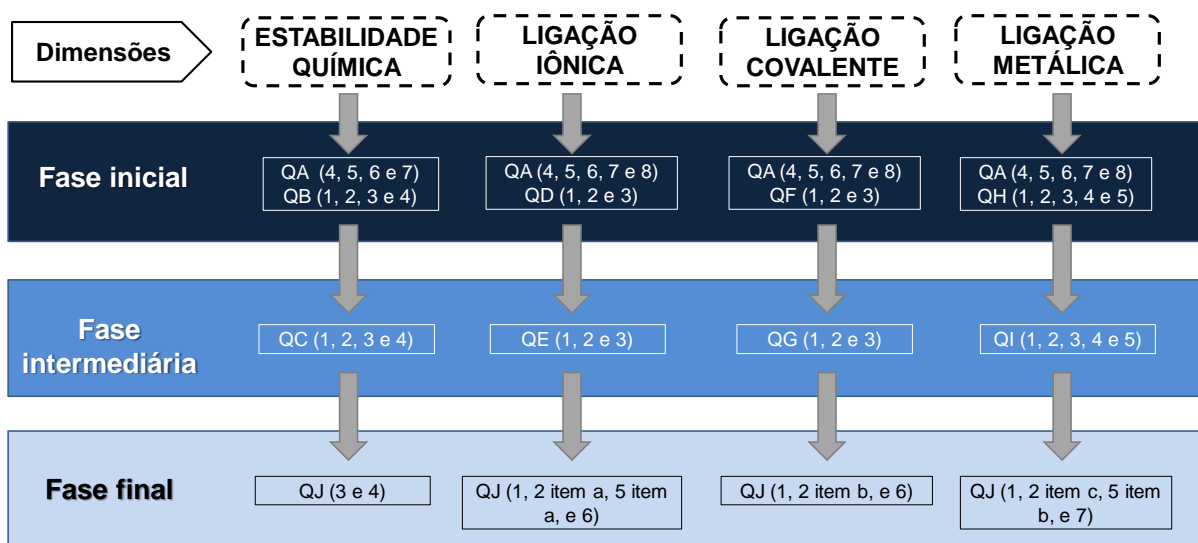 Dimensões
ESTABILIDADE
QUÍMICA
LIGAÇÃO
IÔNICA
LIGAÇÃO
COVALENTE
LIGAÇÃO
METÁLICA
Fase inicial
QA (4, 5, 6 e 7)
QB (1, 2, 3 e 4)
QA (4, 5, 6, 7 e 8)
QD (1, 2 e 3)
QA (4, 5, 6, 7 e 8)
QF (1, 2 e 3)
QA (4, 5, 6, 7 e 8)
QH (1, 2, 3, 4 e 5)
Fase
intermediária
QC (1, 2, 3 e 4)
QE (1, 2 e 3)
QG (1, 2 e 3)
QI (1, 2, 3, 4 e 5)
Fase final
QJ (3 e 4)
QJ (1, 2 item a, 5 item
a, e 6)
QJ (1, 2 item b, e 6)
QJ (1, 2 item c, 5 item
b, e 7)